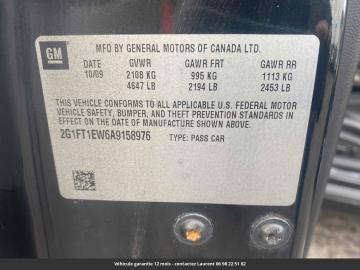 GM
MFD BY GENERAL MOTORS OF CANADA LTD.
DATE GVWR GAWR FRT GAWR RR
10/09 2108 KG 995 KG 1113 KG
4647 LB 2194 LB 2453 LB
THIS VEHICLE CONFORMS TO ALL APPLICABLE U.S. FEDERAL MOTOR
VEHICLE SAFETY, BUMPER, AND THEFT PREVENTION STANDARDS IN
EFFECT ON THE DATE OF MANUFACTURE SHOWN ABOVE.
2G1FT1EW6A9158976 TYPE: PASS CAR
Véhicule garantie 12 mois - contactez Laurent 06 98 22 51 82